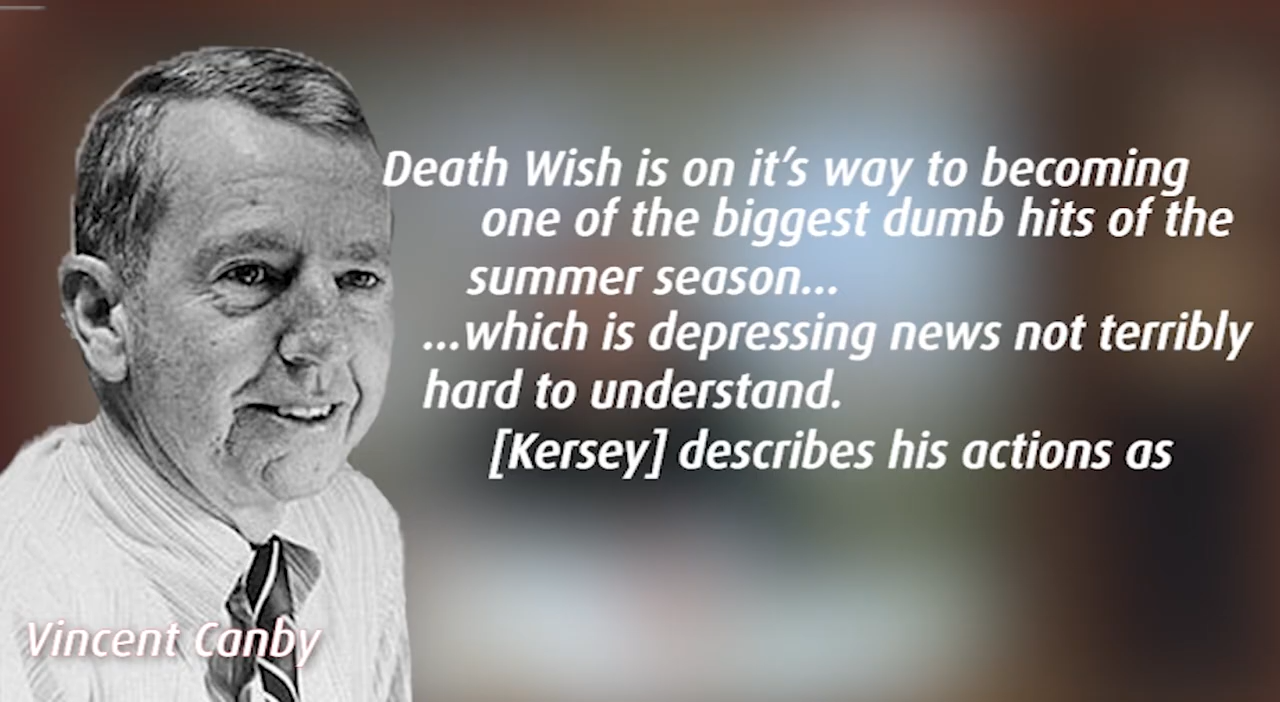 Death Wish is on it's way to becoming
one of the biggest dumb hits of the
summer season...
...which is depressing news not terribly
hard to understand.
[Kersey] describes his actions as
Vincent Canby